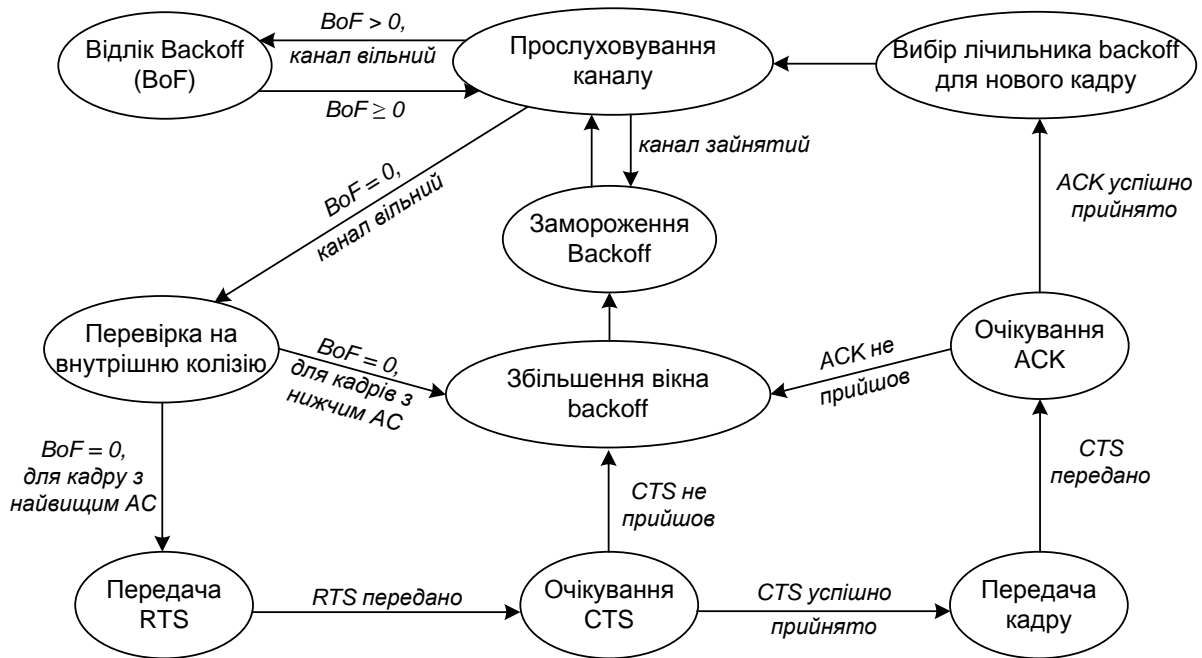 BoF > 0,
канал вільний
Відлік Backoff
(BoF)
BoF ≥ 0
Прослуховування
каналу
Вибір лічильника backoff
для нового кадру
канал зайнятий
BoF = 0,
канал вільний
Замороження
Backoff
ACK успішно
прийнято
Перевірка на
внутрішню колізію
BoF = 0,
для кадрів з
нижчим AC
Збільшення вікна
backoff
ACK не
прийшов
Очікування
ACK
BoF = 0,
для кадру з
найвищим AC
CTS не
прийшов
CTS
передано
Передача
RTS
RTS передано
Очікування
CTS
CTS успішно
прийнято
Передача
кадру